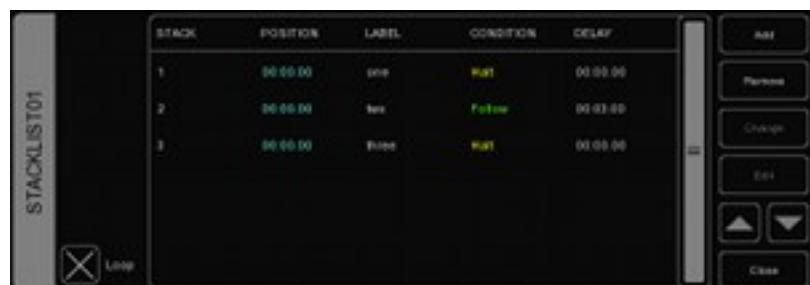 STACKLIST01
STACK POSITION LABEL CONDITION DELAY
1 00:00.00 one Halt 00:00.00
2 00:00.00 two Follow 00:03.00
3 00:00.00 three Halt 00:00.00
Loop
Add
Remove
Change
Edit
Close